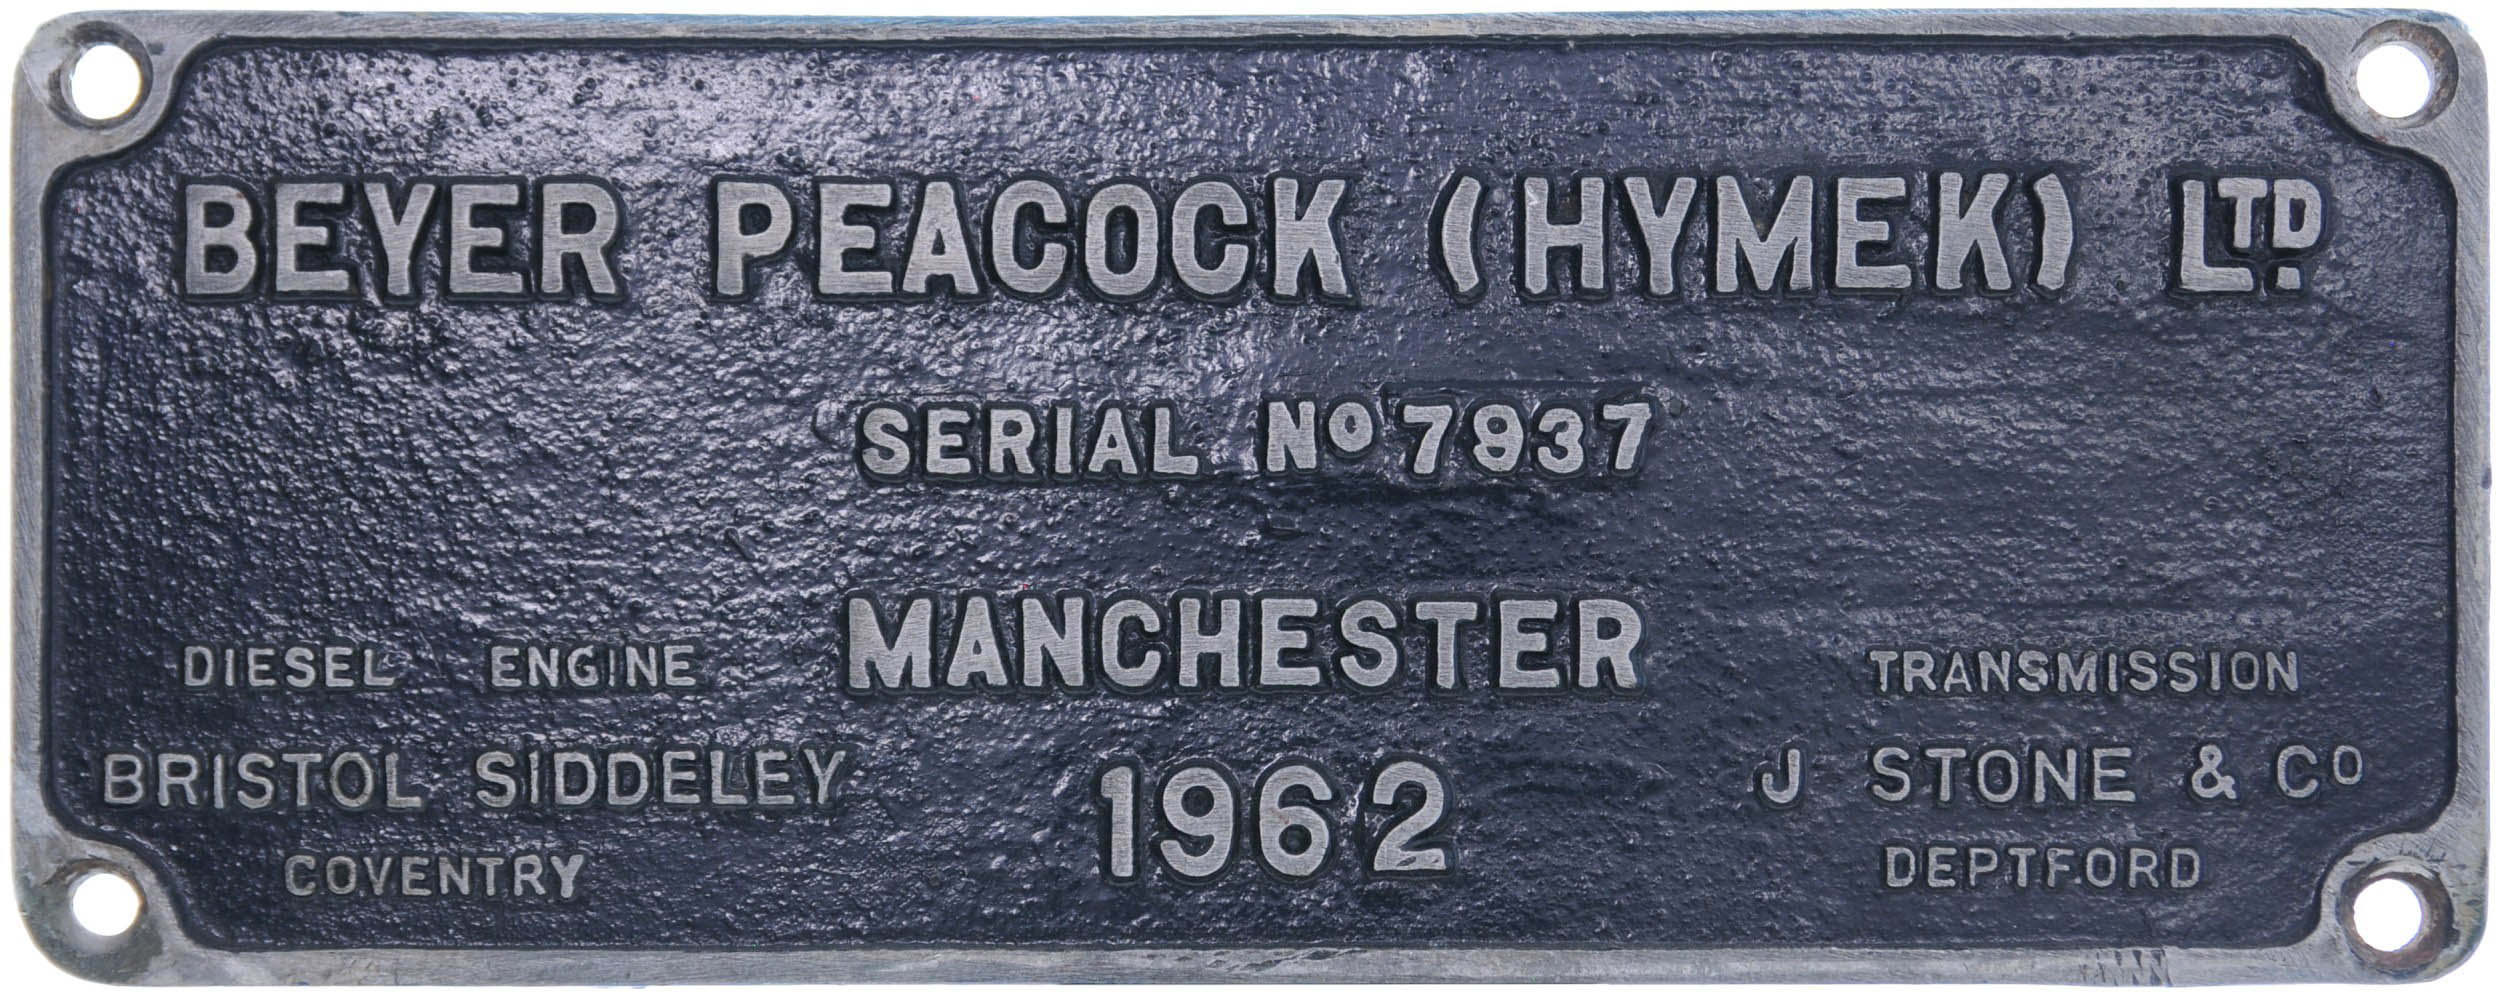 BEYER PEACOCK (HYMEK) LTD.
SERIAL No 7937
MANCHESTER
1962
DIESEL ENGINE
BRISTOL SIDDELEY
COVENTRY
TRANSMISSION
J STONE & Co
DEPTFORD